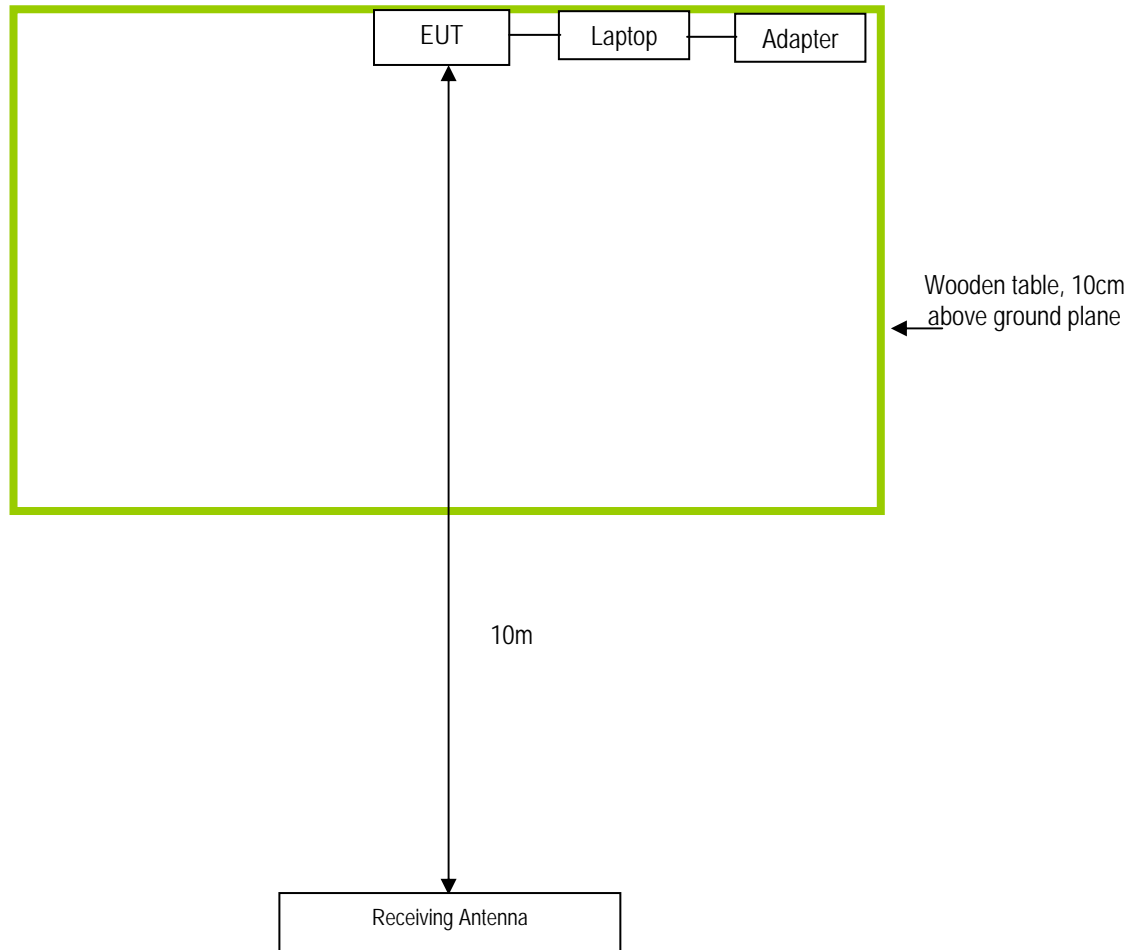 EUT
Laptop
Adapter
Wooden table, 10cm
above ground plane
10m
Receiving Antenna